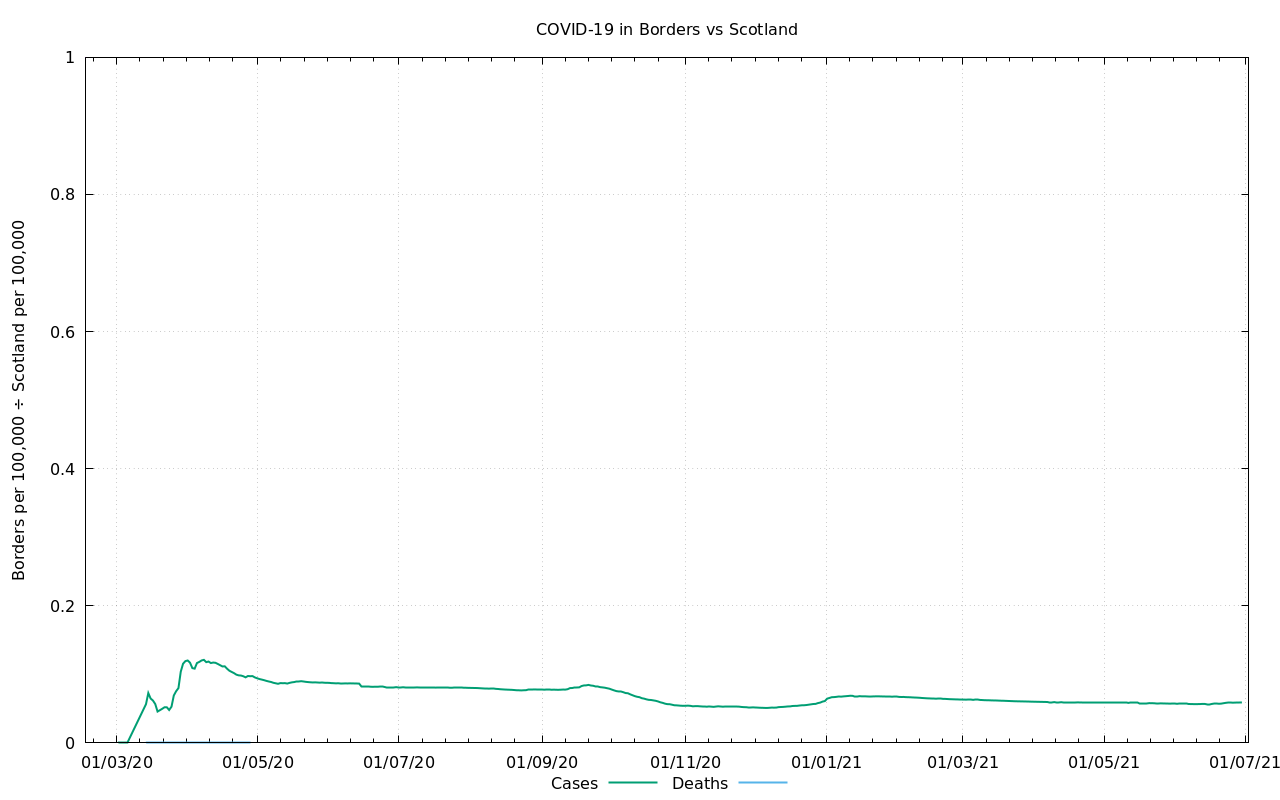 COVID-19 in Borders vs Scotland
Borders per 100,000 ÷ Scotland per 100,000
1
0.8
0.6
0.4
0.2
0
01/03/20 01/05/20 01/07/20 01/09/20 01/11/20 01/01/21 01/03/21 01/05/21 01/07/21
Cases Deaths